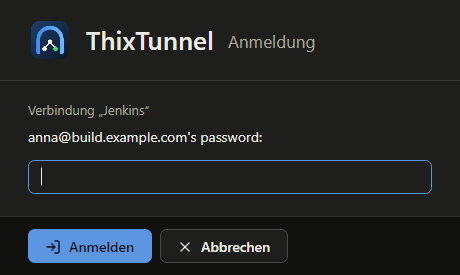 ThixTunnel Anmeldung
Verbindung „Jenkins“
anna@build.example.com's password:
Anmelden Abbrechen